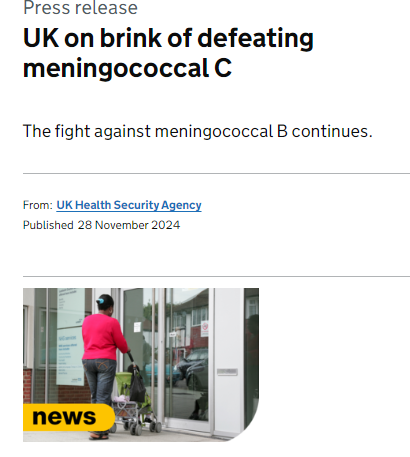 Press release
UK on brink of defeating
meningococcal C
The fight against meningococcal B continues.
From: UK Health Security Agency
Published 28 November 2024
news